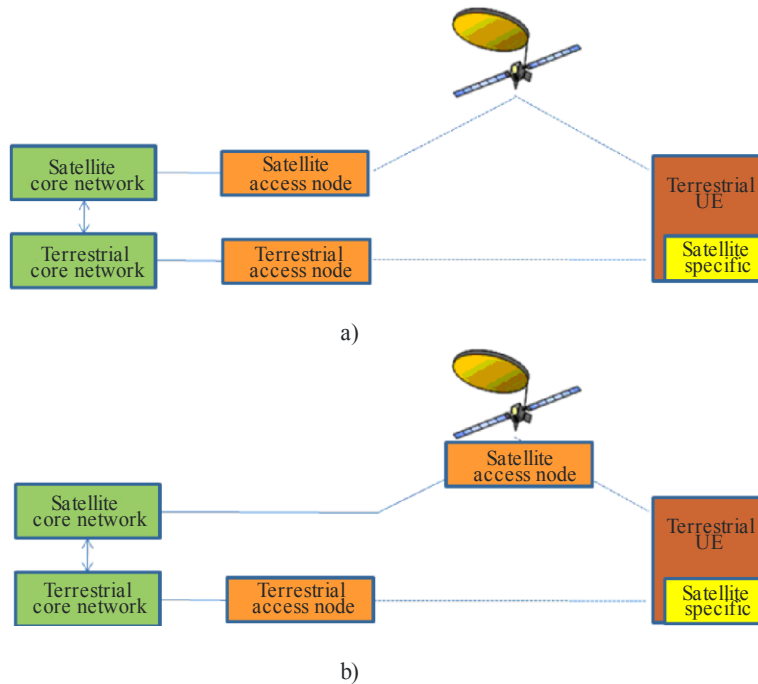 Satellite
core network
Satellite
access node
Terrestrial
UE
Terrestrial
core network
Terrestrial
access node
Satellite
specific
a)
Satellite
access node
Satellite
core network
Terrestrial
UE
Terrestrial
core network
Terrestrial
access node
Satellite
specific
b)